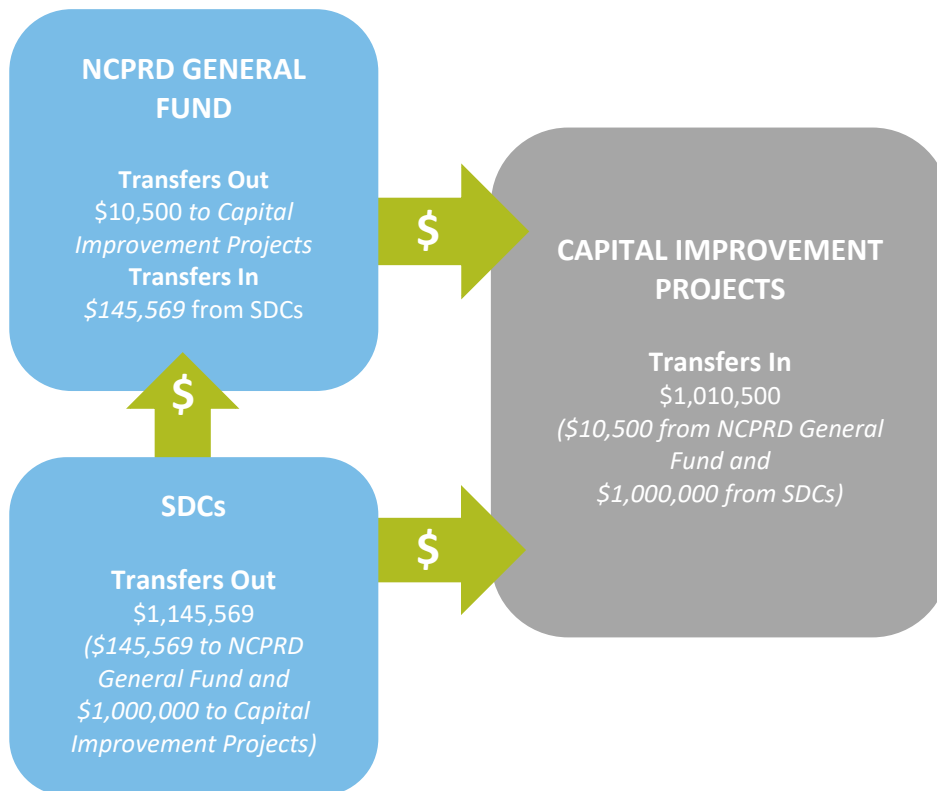 NCPRD GENERAL
FUND
Transfers Out
$10,500 to Capital
Improvement Projects
Transfers In
$145,569 from SDCs
$
CAPITAL IMPROVEMENT
PROJECTS
Transfers In
$1,010,500
($10,500 from NCPRD General
Fund and
$1,000,000 from SDCs)
$
SDCs
Transfers Out
$1,145,569
($145,569 to NCPRD
General Fund and
$1,000,000 to Capital
Improvement Projects)
$